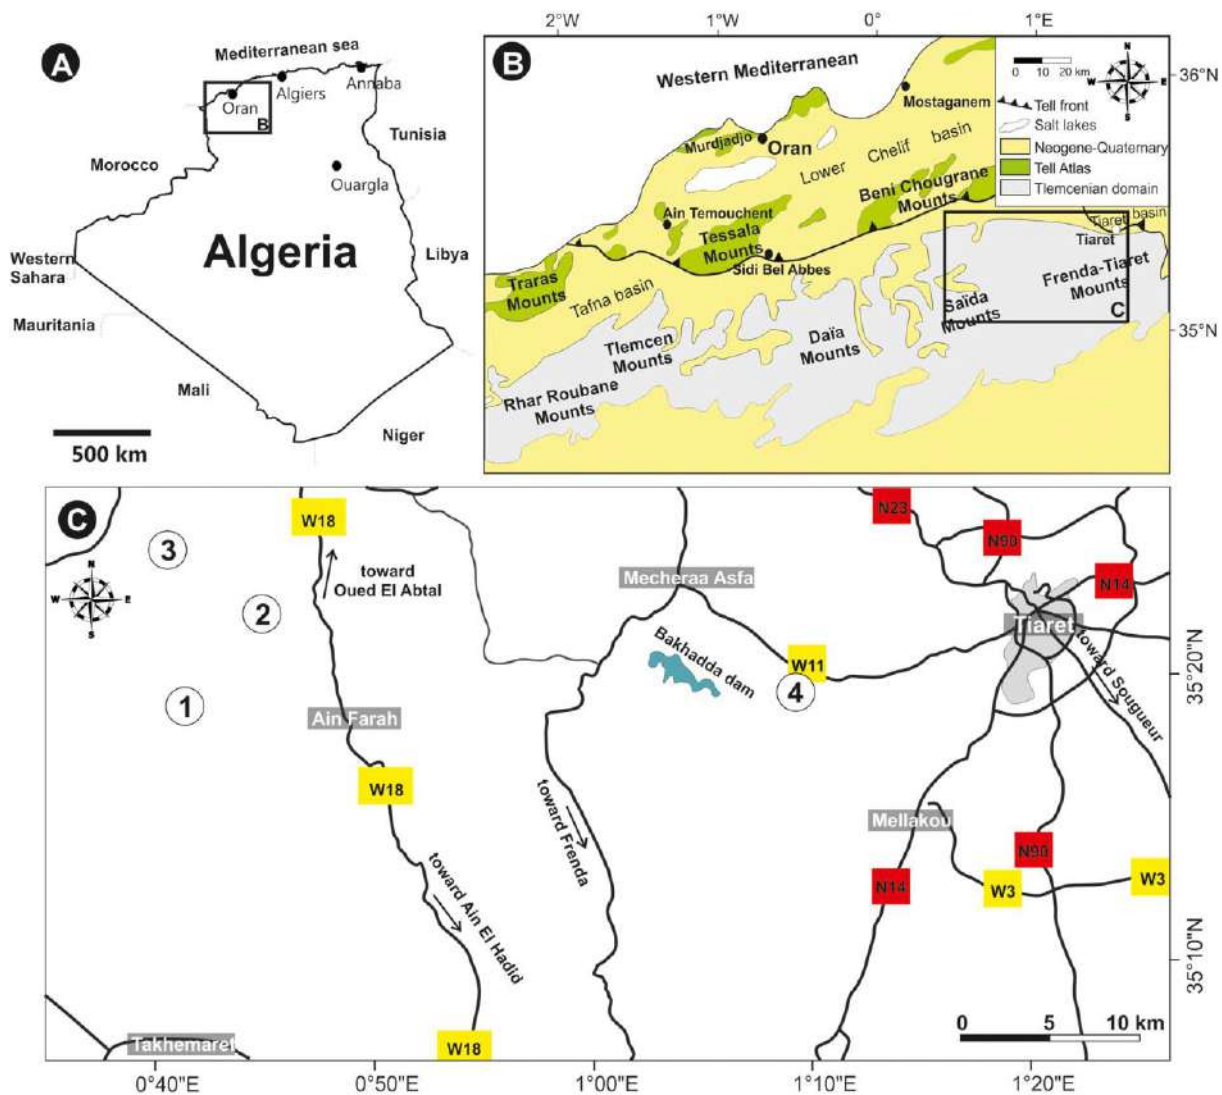 A
Mediterranean sea
Annaba
Algiers
Oran
B
Tunisia
Morocco
Ouargla
Algeria
Libya
Western
Sahara
Mauritania
Mali
Niger
500 km
2°W
1°W
0°
1°E
B
Western Mediterranean
N
W
E
S
0 10 20 km
36°N
Tell front
Salt lakes
Neogene-Quaternary
Tell Atlas
Tlemcenian domain
Mostaganem
Murdjadjo
Oran
Lower Chelif basin
Beni Chougrane
Mounts
Ain Temouchent
Tessala
Mounts
Sidi Bel Abbes
Tiaret basin
Tiaret
Traras
Mounts
Tafna basin
Frenda-Tiaret
Mounts
Saïda
Mounts
C
35°N
Daïa
Mounts
Tlemcen
Mounts
Rhar Roubane
Mounts
C
W18
N23
N90
3
N
W
E
S
toward
Oued El Abtal
Mecheraa Asfa
N14
2
Tiaret
Bakhadda dam
W11
toward Sougueur
35°20"N
1
4
Ain Farah
W18
toward Frenda
Mellakou
N90
toward Ain El Hadid
N14
W3
W3
35°10"N
0 5 10 km
Takhemaret
W18
0°40"E
0°50"E
1°00"E
1°10"E
1°20"E